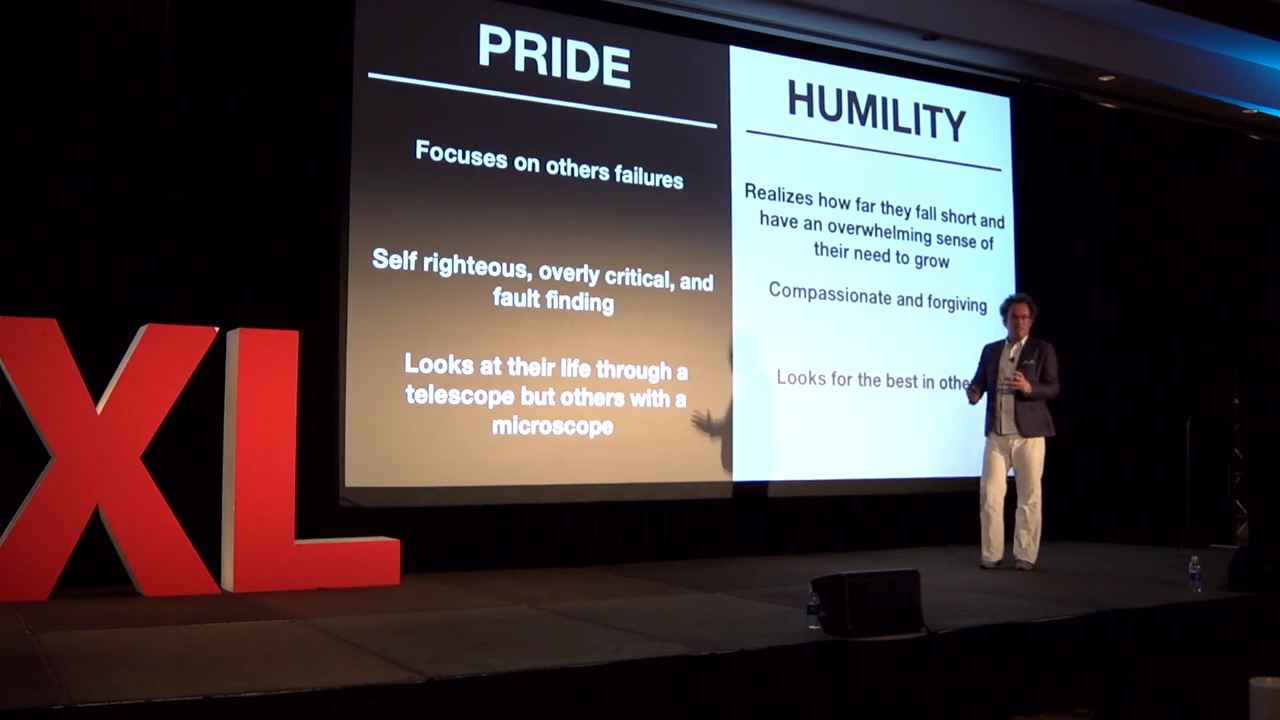 PRIDE
Focuses on others failures
Self righteous, overly critical, and
fault finding
Looks at their life through a
telescope but others with a
microscope
HUMILITY
Realizes how far they fall short and
have an overwhelming sense of
their need to grow
Compassionate and forgiving
Looks for the best in
XL